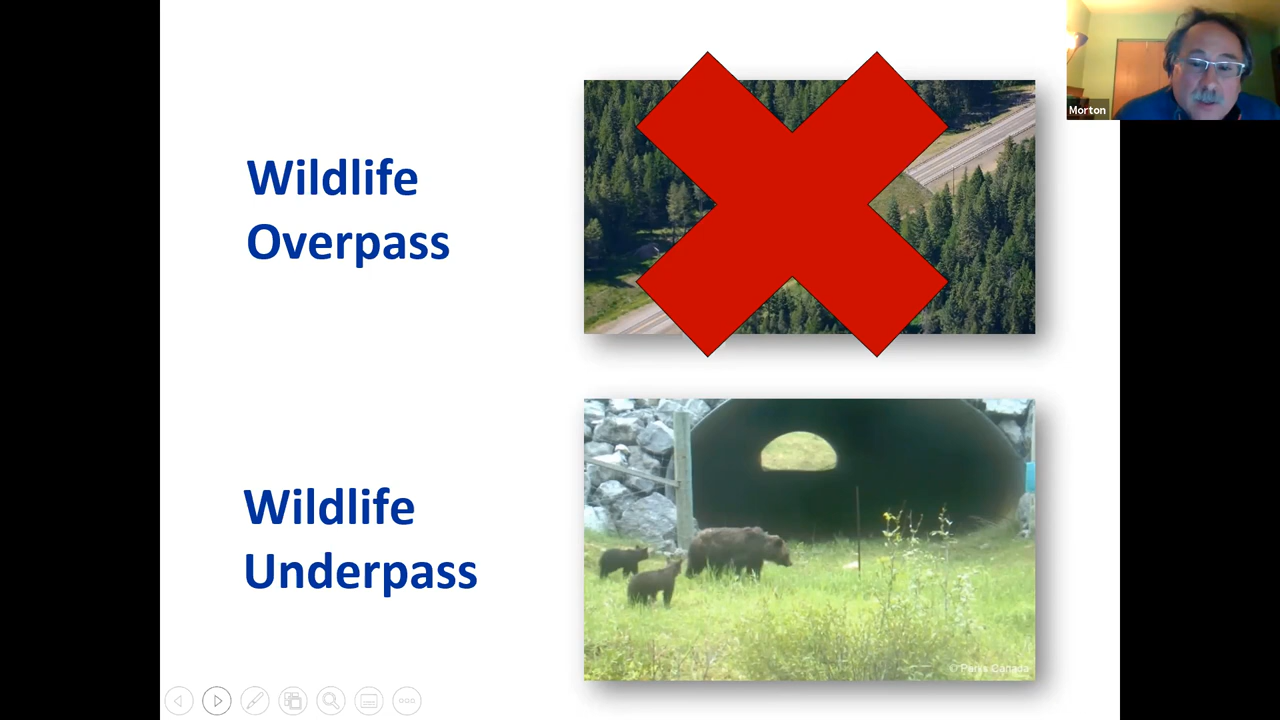 Wildlife
Overpass
Morton
Wildlife
Underpass
© Parks Canada